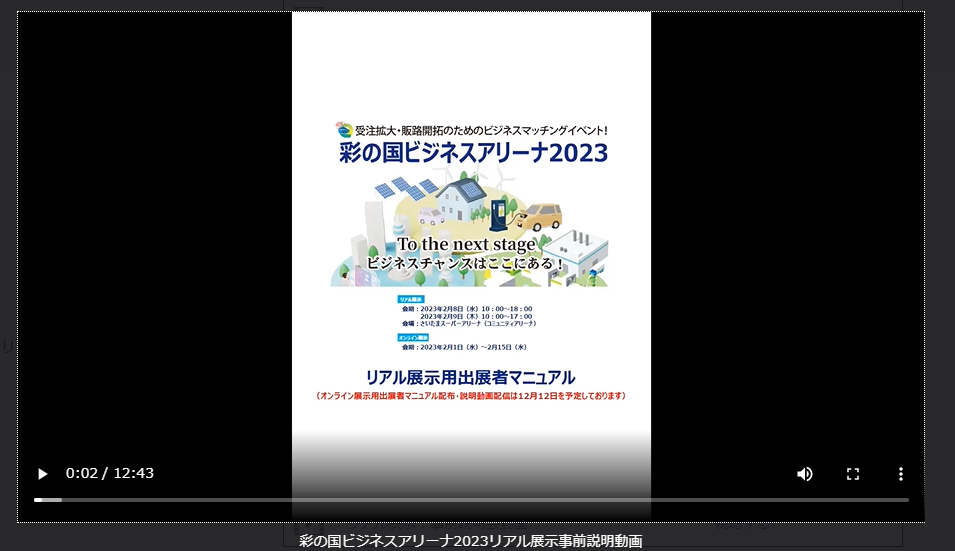 受注拡大・販路開拓のためのビジネスマッチングイベント!
彩の国ビジネスアリーナ2023
To the next stage
ビジネスチャンスはここにある!
リアル展示
会期:2023年2月8日(水)10:00~18:00
2023年2月9日(木)10:00~17:00
会場:さいたまスーパーアリーナ(コミュニティアリーナ)
オンライン展示
会期:2023年2月1日(水)~2月15日(水)
リアル展示用出展者マニュアル
(オンライン展示用出展者マニュアル配布・説明動画配信は12月12日を予定しております)
0:02 / 12:43
彩の国ビジネスアリーナ2023リアル展示事前説明動画